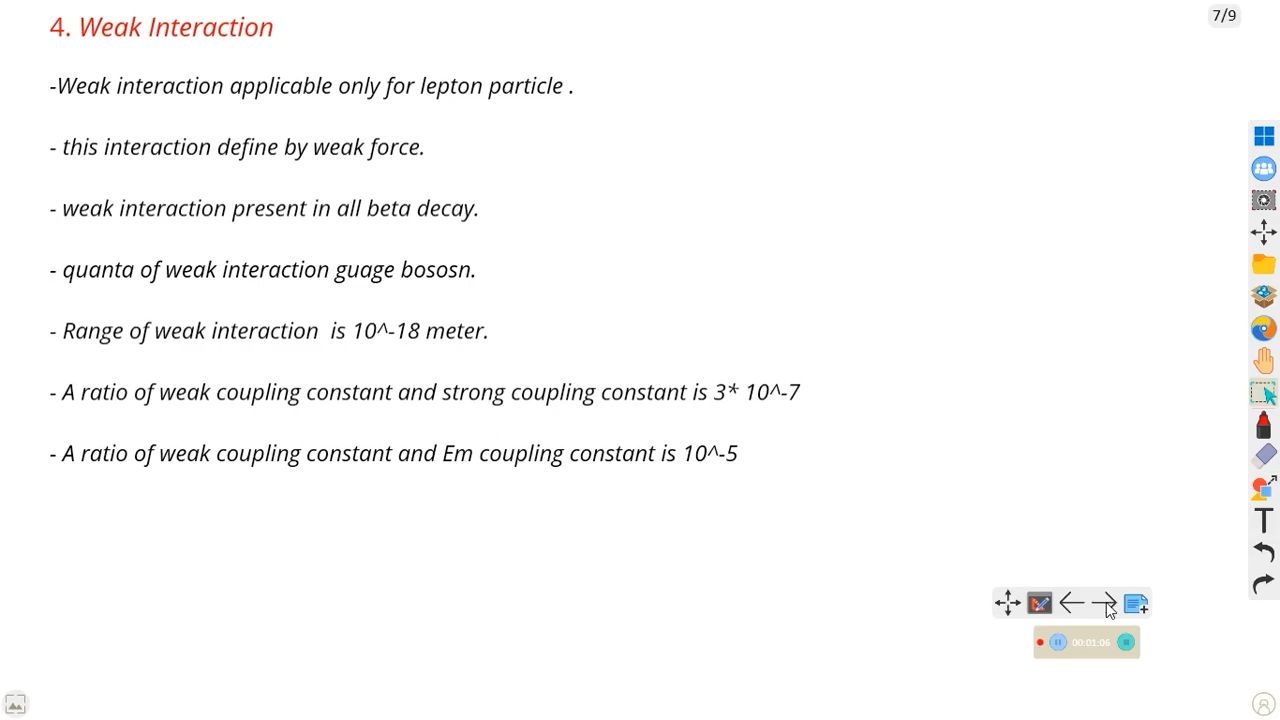 4. Weak Interaction
7/9
-Weak interaction applicable only for lepton particle .
- this interaction define by weak force.
- weak interaction present in all beta decay.
- quanta of weak interaction guage bososn.
- Range of weak interaction  is 10^-18 meter.
- A ratio of weak coupling constant and strong coupling constant is 3* 10^-7
- A ratio of weak coupling constant and Em coupling constant is 10^-5
00:01:06